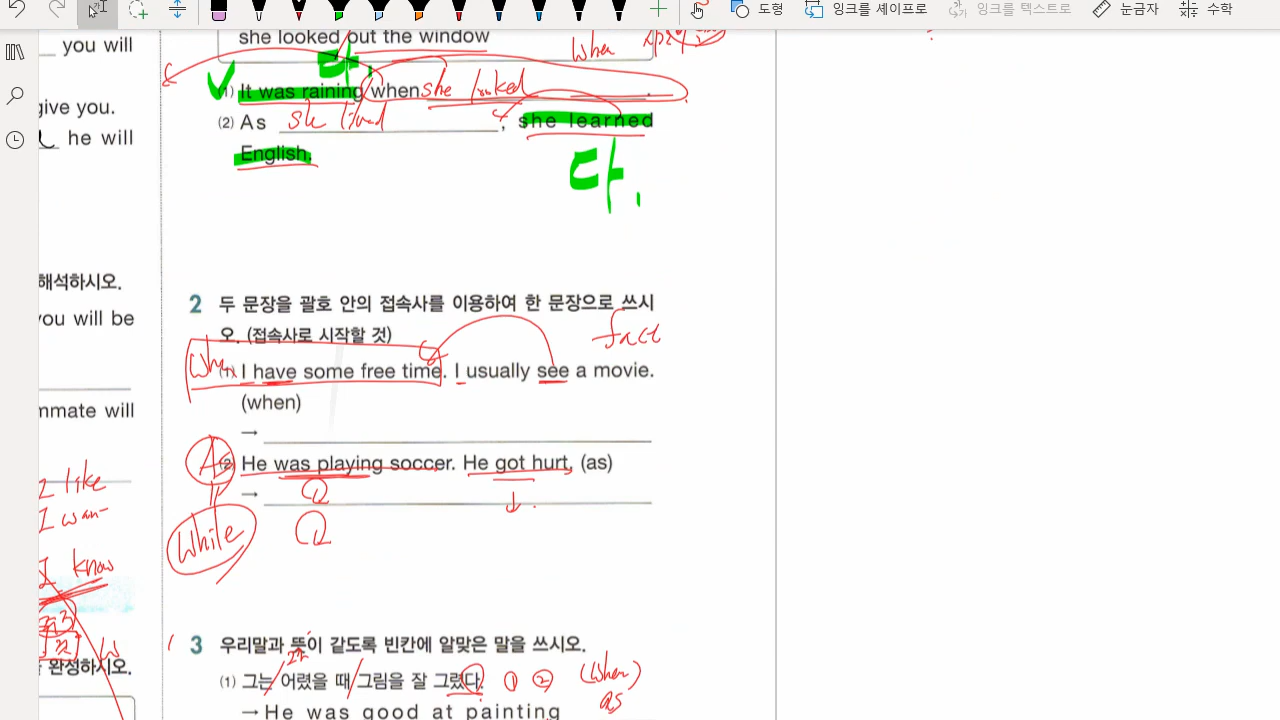 도형
잉크를 셰이프로
잉크를 텍스트로
눈금자
수학
you will
give you.
he will
해석하시오.
you will be
mmate will
I like
I wan
I know
완성하시오.
she looked out the window
when
(1) It was raining when she looked
다.
(2) As she lived, she learned
English.
다.
2 두 문장을 괄호 안의 접속사를 이용하여 한 문장으로 쓰시
오. (접속사로 시작할 것)
fact
When
(1) I have some free time. I usually see a movie.
(when)
→
As
(2) He was playing soccer. He got hurt. (as)
→
While
3 우리말과 뜻이 같도록 빈칸에 알맞은 말을 쓰시오.
(1) 그는 어렸을 때 그림을 잘 그렸다. ① ② (when)
as
→ He was good at painting